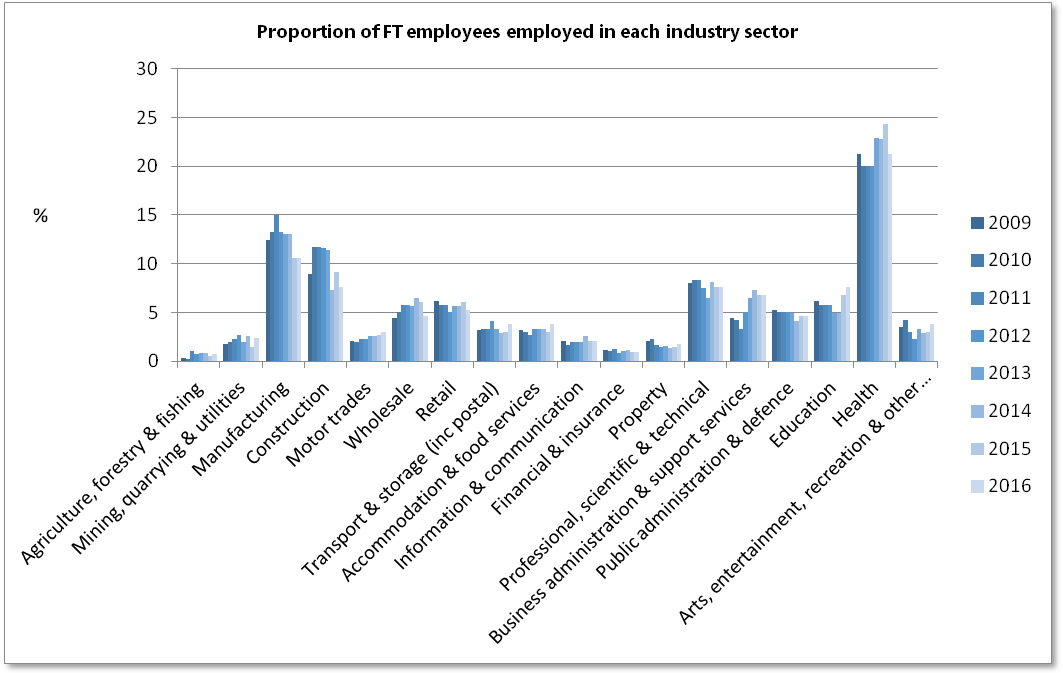 Proportion of FT employees employed in each industry sector
30
25
20
15
10
5
0
%
Agriculture, forestry & fishing
Mining, quarrying & utilities
Manufacturing
Construction
Motor trades
Wholesale
Retail
Transport & storage (inc postal)
Accommodation & food services
Information & communication
Financial & insurance
Property
Professional, scientific & technical
Business administration & support services
Public administration & defence
Education
Health
Arts, entertainment, recreation & other...
2009
2010
2011
2012
2013
2014
2015
2016